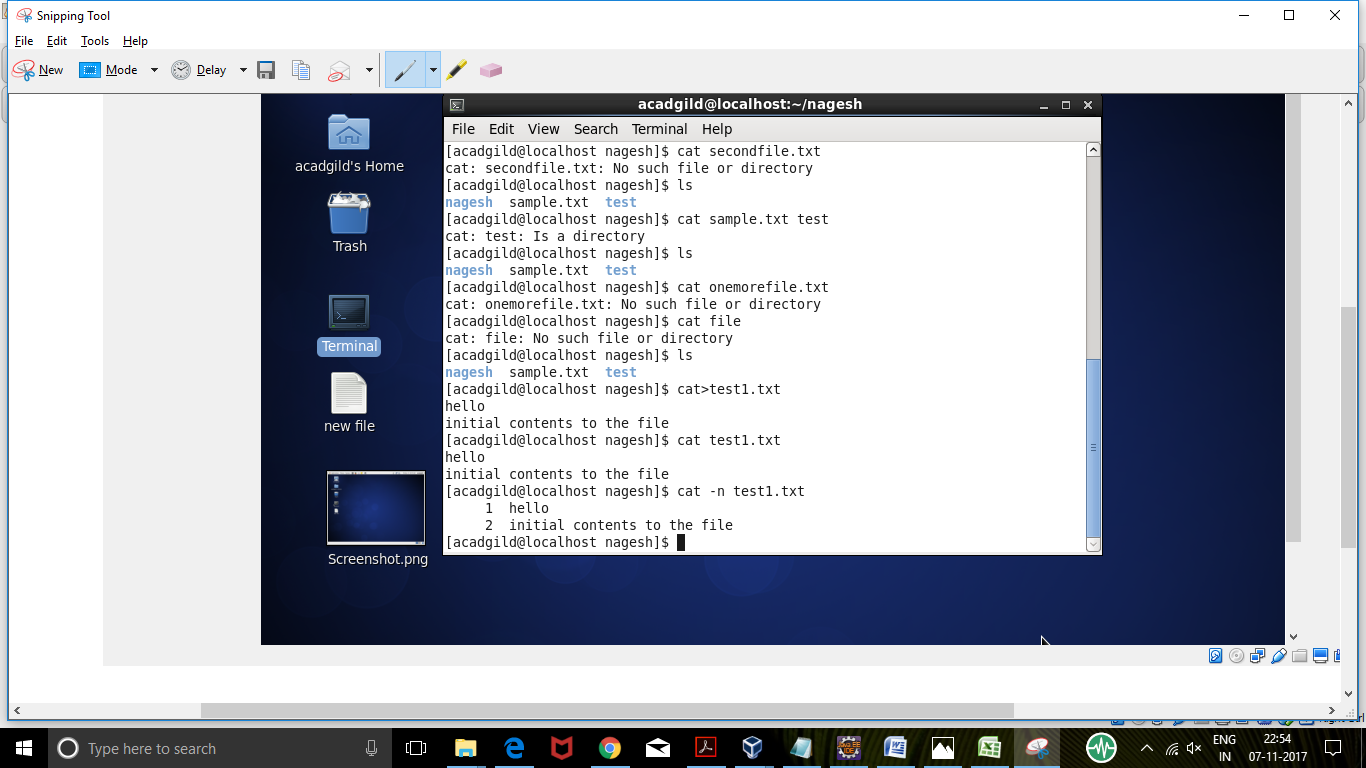 Snipping Tool
File Edit Tools Help
New Mode Delay
acadgild@localhost:~/nagesh
File Edit View Search Terminal Help
acadgild's Home
Trash
Terminal
new file
Screenshot.png
[acadgild@localhost nagesh]$ cat secondfile.txt
cat: secondfile.txt: No such file or directory
[acadgild@localhost nagesh]$ ls
nagesh  sample.txt  test
[acadgild@localhost nagesh]$ cat sample.txt test
cat: test: Is a directory
[acadgild@localhost nagesh]$ ls
nagesh  sample.txt  test
[acadgild@localhost nagesh]$ cat onemorefile.txt
cat: onemorefile.txt: No such file or directory
[acadgild@localhost nagesh]$ cat file
cat: file: No such file or directory
[acadgild@localhost nagesh]$ ls
nagesh  sample.txt  test
[acadgild@localhost nagesh]$ cat>test1.txt
hello
initial contents to the file
[acadgild@localhost nagesh]$ cat test1.txt
hello
initial contents to the file
[acadgild@localhost nagesh]$ cat -n test1.txt
     1  hello
     2  initial contents to the file
[acadgild@localhost nagesh]$
Type here to search
ENG
IN
22:54
07-11-2017